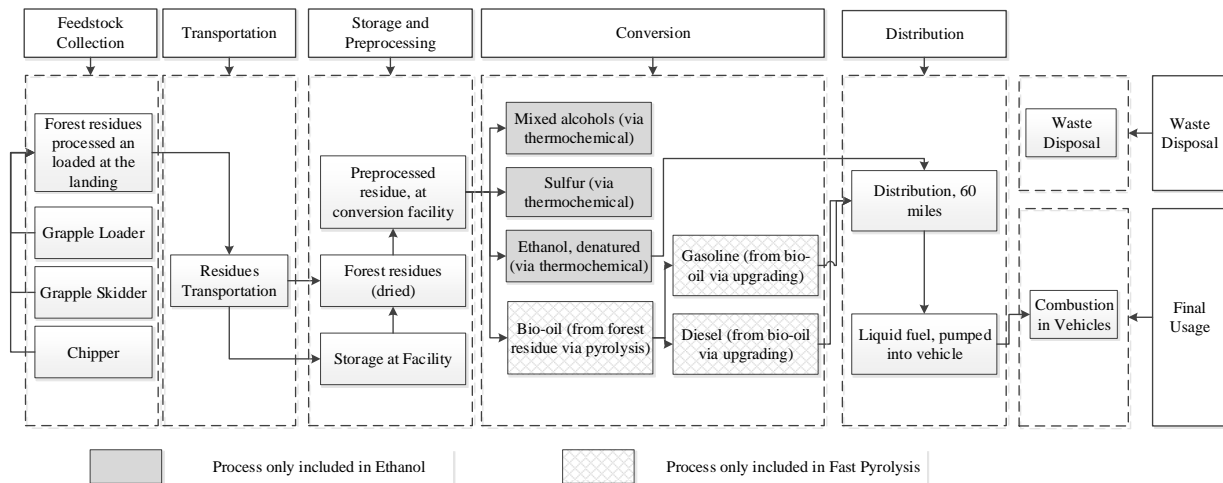 Feedstock
Collection
Transportation
Storage and
Preprocessing
Conversion
Distribution
Forest residues
processed an
loaded at the
landing
Grapple Loader
Grapple Skidder
Chipper
Residues
Transportation
Preprocessed
residue, at
conversion facility
Forest residues
(dried)
Storage at Facility
Mixed alcohols (via
thermochemical)
Sulfur (via
thermochemical)
Ethanol, denatured
(via thermochemical)
Bio-oil (from forest
residue via pyrolysis)
Gasoline (from bio-
oil via upgrading)
Diesel (from bio-oil
via upgrading)
Distribution, 60
miles
Liquid fuel, pumped
into vehicle
Waste
Disposal
Combustion
in Vehicles
Waste
Disposal
Final
Usage
Process only included in Ethanol
Process only included in Fast Pyrolysis